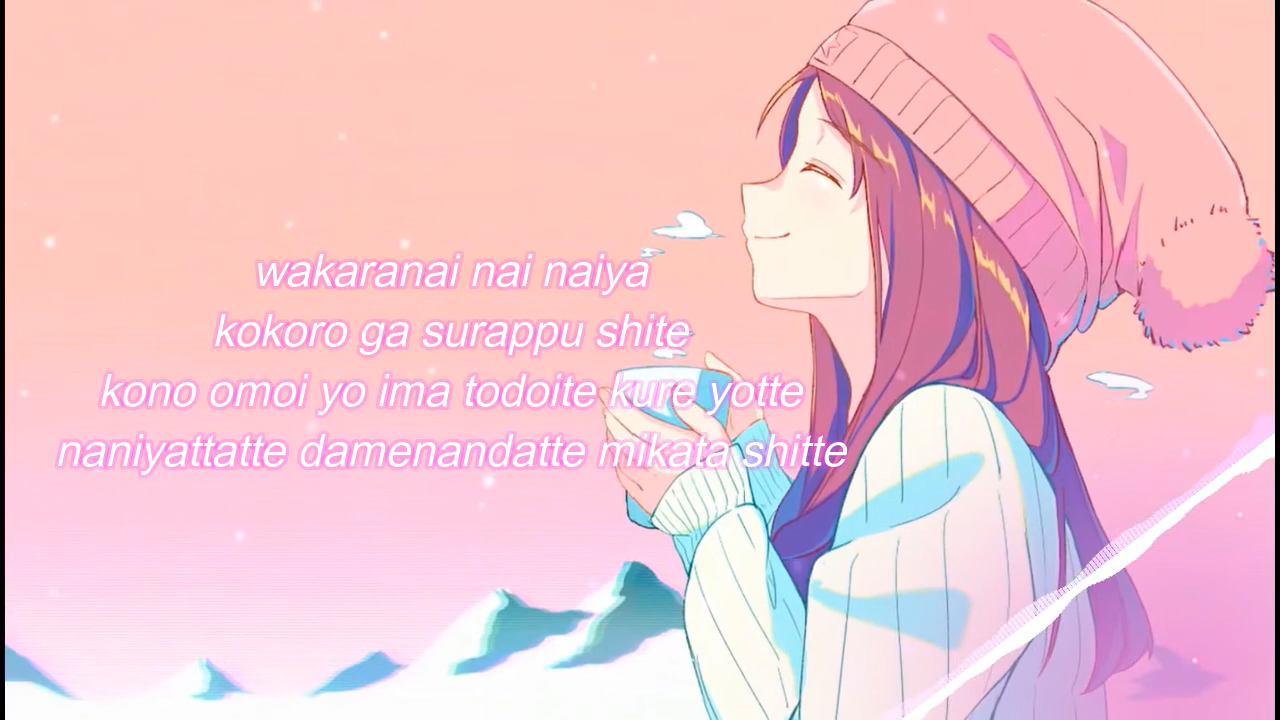 wakaranai nai naiya
kokoro ga surappu shite
kono omoi yo ima todoite kure yotte
naniyattatte damenandatte mikata shitte